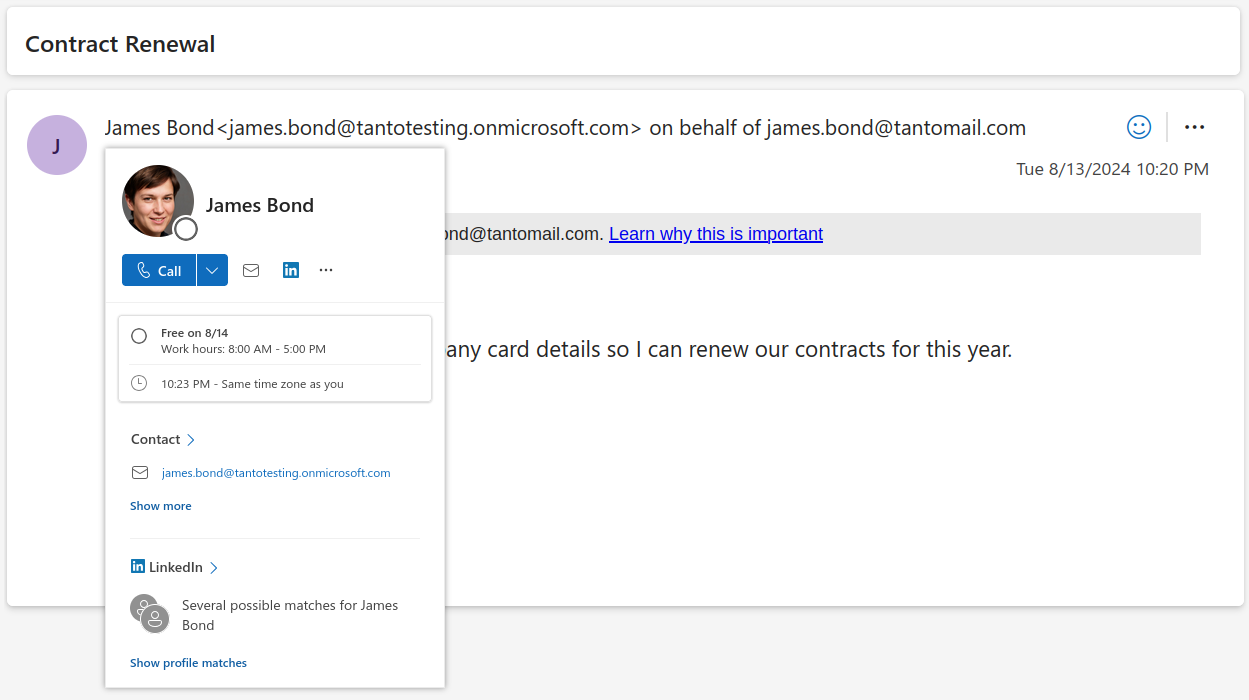 Contract Renewal
J
James Bond<james.bond@tantotesting.onmicrosoft.com> on behalf of james.bond@tantomail.com
Tue 8/13/2024 10:20 PM
James Bond
ond@tantomail.com. Learn why this is important
Call
in
Free on 8/14
Work hours: 8:00 AM - 5:00 PM
any card details so I can renew our contracts for this year.
10:23 PM - Same time zone as you
Contact
james.bond@tantotesting.onmicrosoft.com
Show more
in LinkedIn
Several possible matches for James
Bond
Show profile matches